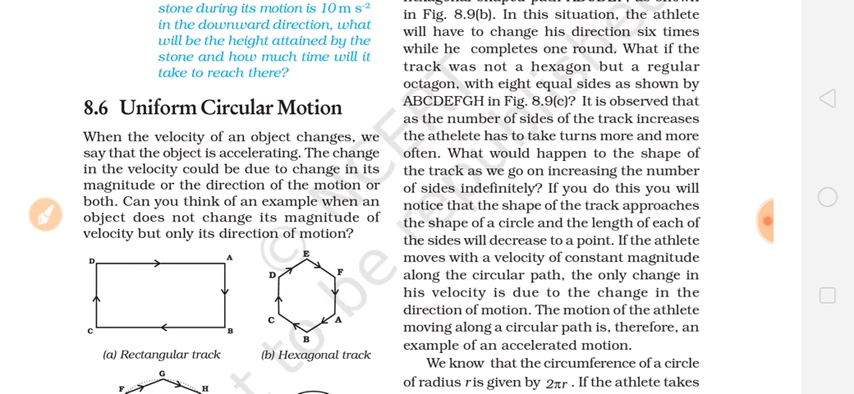 stone during its motion is 10 m s-2
in the downward direction, what
will be the height attained by the
stone and how much time will it
take to reach there?
8.6 Uniform Circular Motion
When the velocity of an object changes, we
say that the object is accelerating. The change
in the velocity could be due to change in its
magnitude or the direction of the motion or
both. Can you think of an example when an
object does not change its magnitude of
velocity but only its direction of motion?
D A
C B
(a) Rectangular track
E
D F
C A
B
(b) Hexagonal track
G
F H
in Fig. 8.9(b). In this situation, the athlete
will have to change his direction six times
while he completes one round. What if the
track was not a hexagon but a regular
octagon, with eight equal sides as shown by
ABCDEFGH in Fig. 8.9(c)? It is observed that
as the number of sides of the track increases
the athelete has to take turns more and more
often. What would happen to the shape of
the track as we go on increasing the number
of sides indefinitely? If you do this you will
notice that the shape of the track approaches
the shape of a circle and the length of each of
the sides will decrease to a point. If the athlete
moves with a velocity of constant magnitude
along the circular path, the only change in
his velocity is due to the change in the
direction of motion. The motion of the athlete
moving along a circular path is, therefore, an
example of an accelerated motion.
We know that the circumference of a circle
of radius r is given by 2πr . If the athlete takes
© NCERT
not to be republished